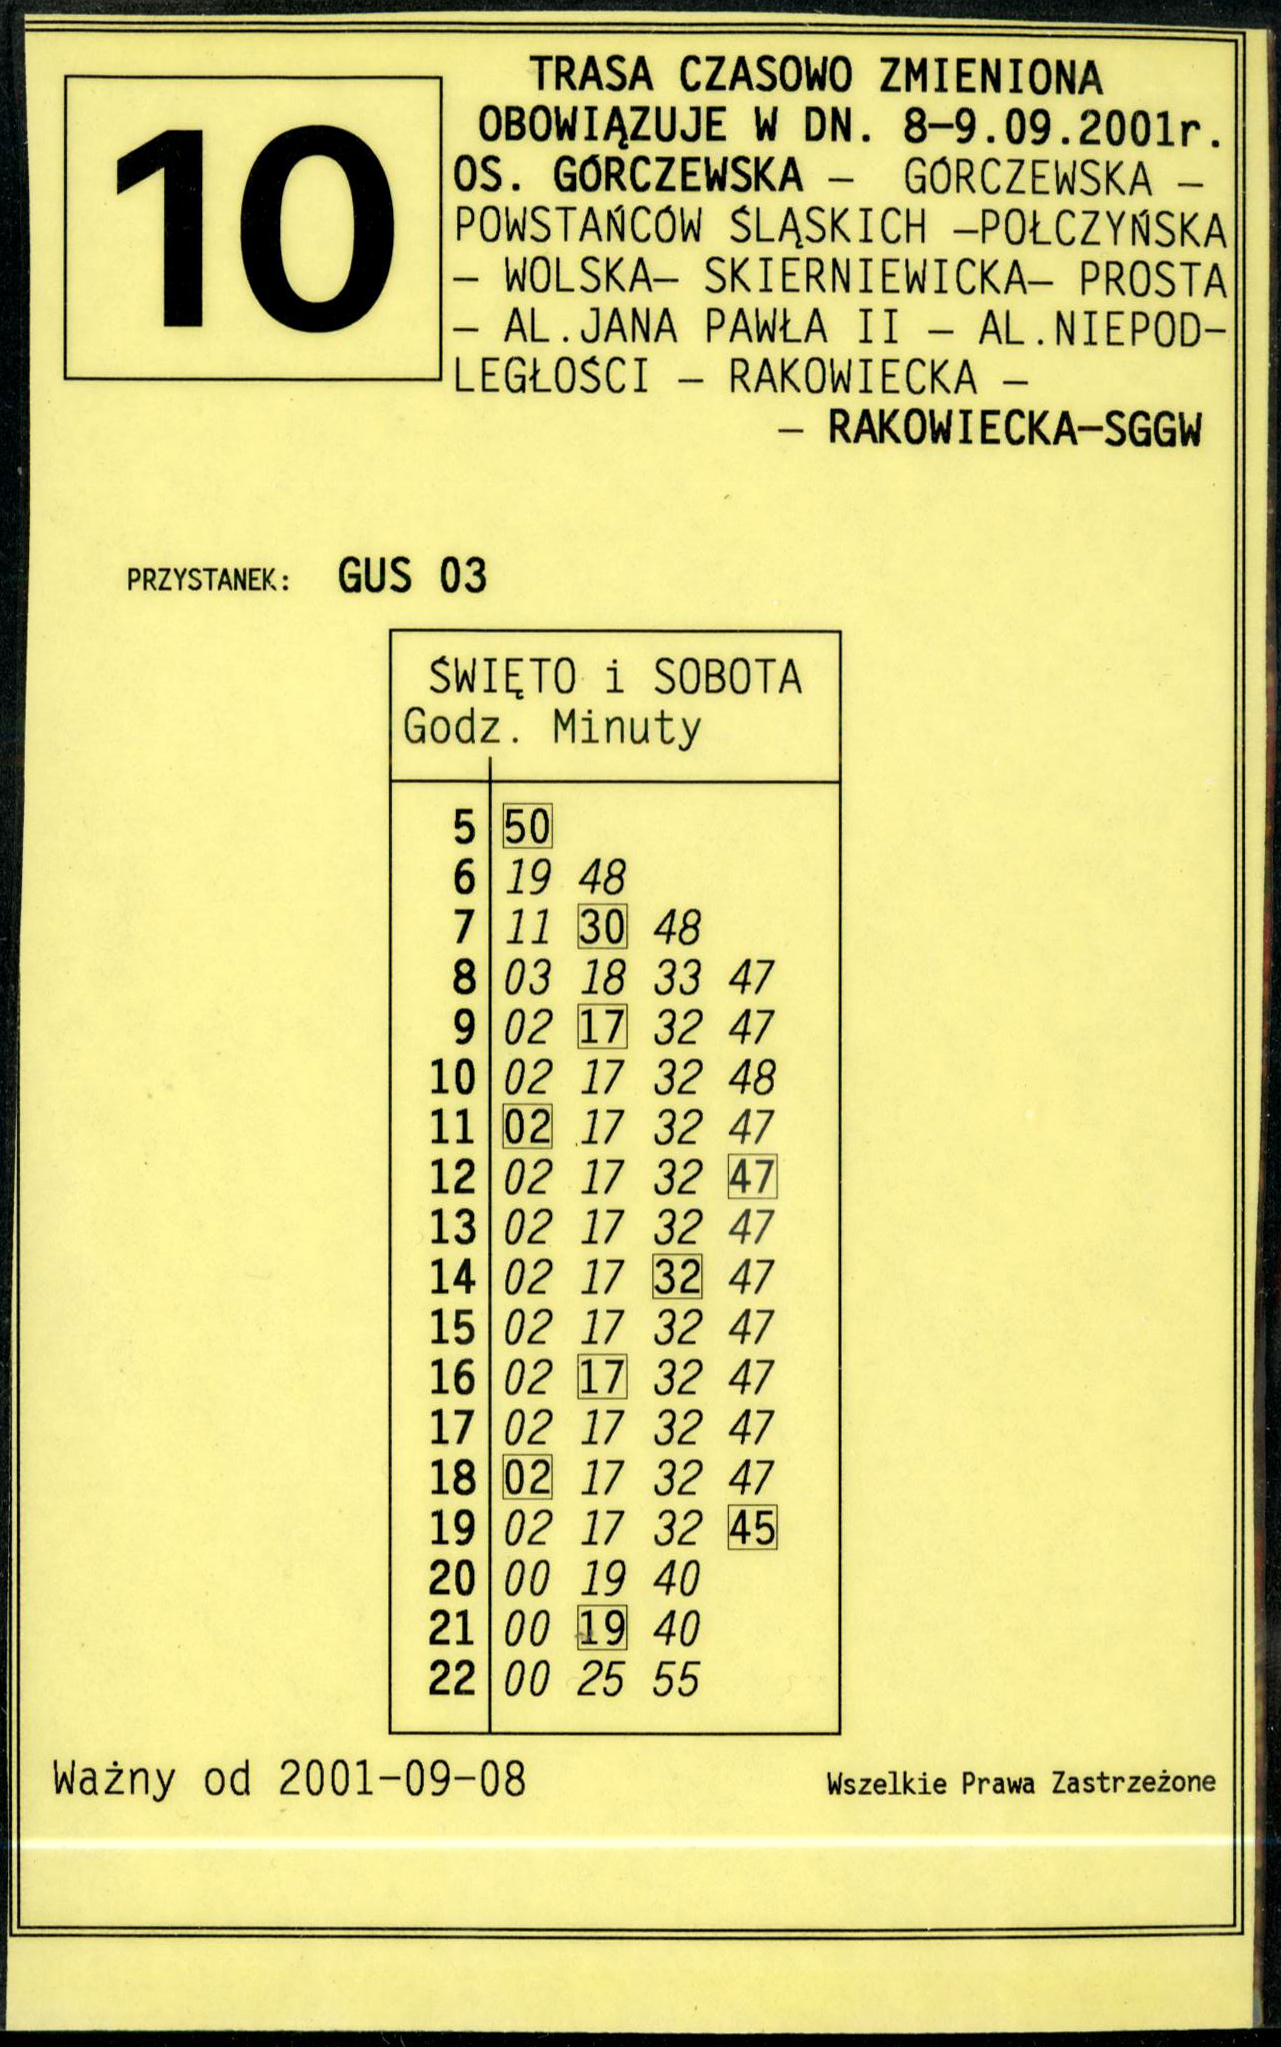 10
TRASA CZASOWO ZMIENIONA
OBOWIĄZUJE W DN. 8–9.09.2001r.
OS. GÓRCZEWSKA – GÓRCZEWSKA –
POWSTAŃCÓW ŚLĄSKICH –POŁCZYŃSKA
– WOLSKA– SKIERNIEWICKA– PROSTA
– AL.JANA PAWŁA II – AL.NIEPOD–
LEGŁOŚCI – RAKOWIECKA –
– RAKOWIECKA–SGGW
PRZYSTANEK: GUS 03
ŚWIĘTO i SOBOTA
Godz. Minuty
5 50
6 19 48
7 11 30 48
8 03 18 33 47
9 02 17 32 47
10 02 17 32 48
11 02 17 32 47
12 02 17 32 47
13 02 17 32 47
14 02 17 32 47
15 02 17 32 47
16 02 17 32 47
17 02 17 32 47
18 02 17 32 47
19 02 17 32 45
20 00 19 40
21 00 19 40
22 00 25 55
Ważny od 2001–09–08
Wszelkie Prawa Zastrzeżone